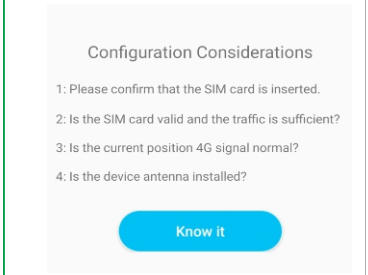 Configuration Considerations
1: Please confirm that the SIM card is inserted.
2: Is the SIM card valid and the traffic is sufficient?
3: Is the current position 4G signal normal?
4: Is the device antenna installed?
Know it